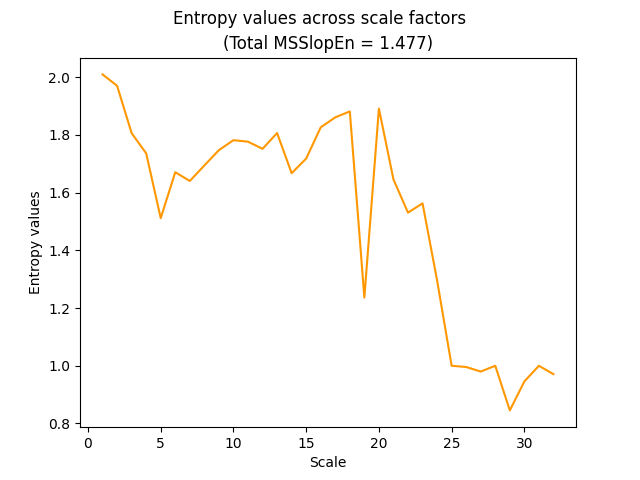 Entropy values across scale factors
(Total MSSlopEn = 1.477)
Entropy values
2.0
1.8
1.6
1.4
1.2
1.0
0.8
0 5 10 15 20 25 30
Scale